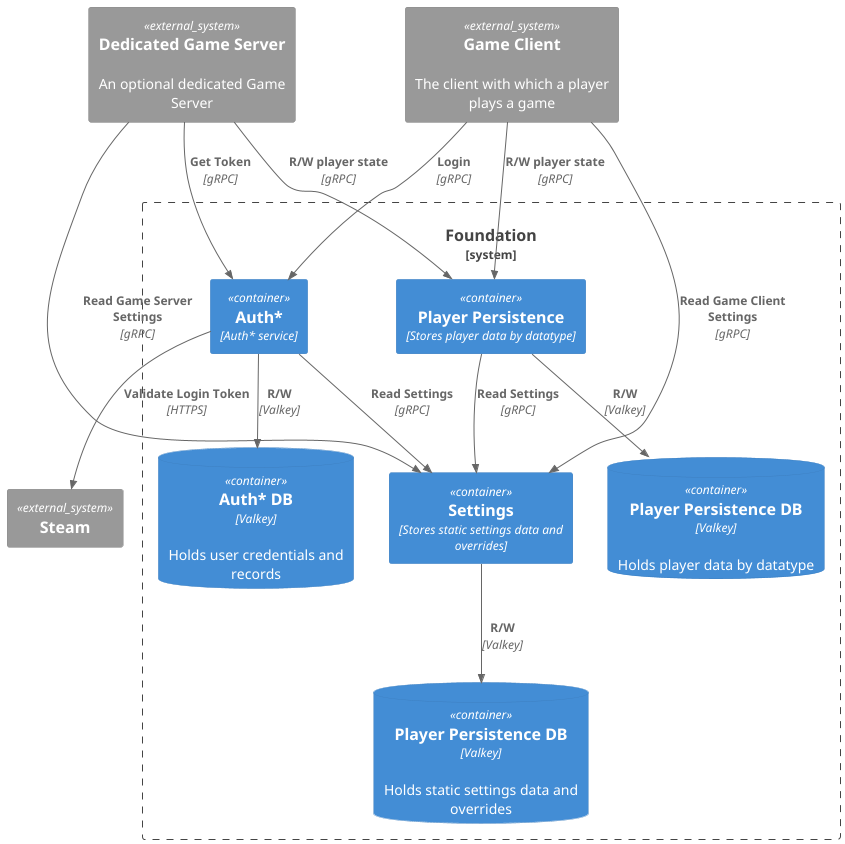 «external_system»
Dedicated Game Server
An optional dedicated Game
Server
«external_system»
Game Client
The client with which a player
plays a game
Get Token
[gRPC]
R/W player state
[gRPC]
Login
[gRPC]
R/W player state
[gRPC]
Foundation
[system]
Read Game Server
Settings
[gRPC]
«container»
Auth*
[Auth* service]
«container»
Player Persistence
[Stores player data by datatype]
Read Game Client
Settings
[gRPC]
Validate Login Token
[HTTPS]
R/W
[Valkey]
Read Settings
[gRPC]
Read Settings
[gRPC]
R/W
[Valkey]
«external_system»
Steam
«container»
Auth* DB
[Valkey]
Holds user credentials and
records
«container»
Settings
[Stores static settings data and
overrides]
«container»
Player Persistence DB
[Valkey]
Holds player data by datatype
R/W
[Valkey]
«container»
Player Persistence DB
[Valkey]
Holds static settings data and
overrides